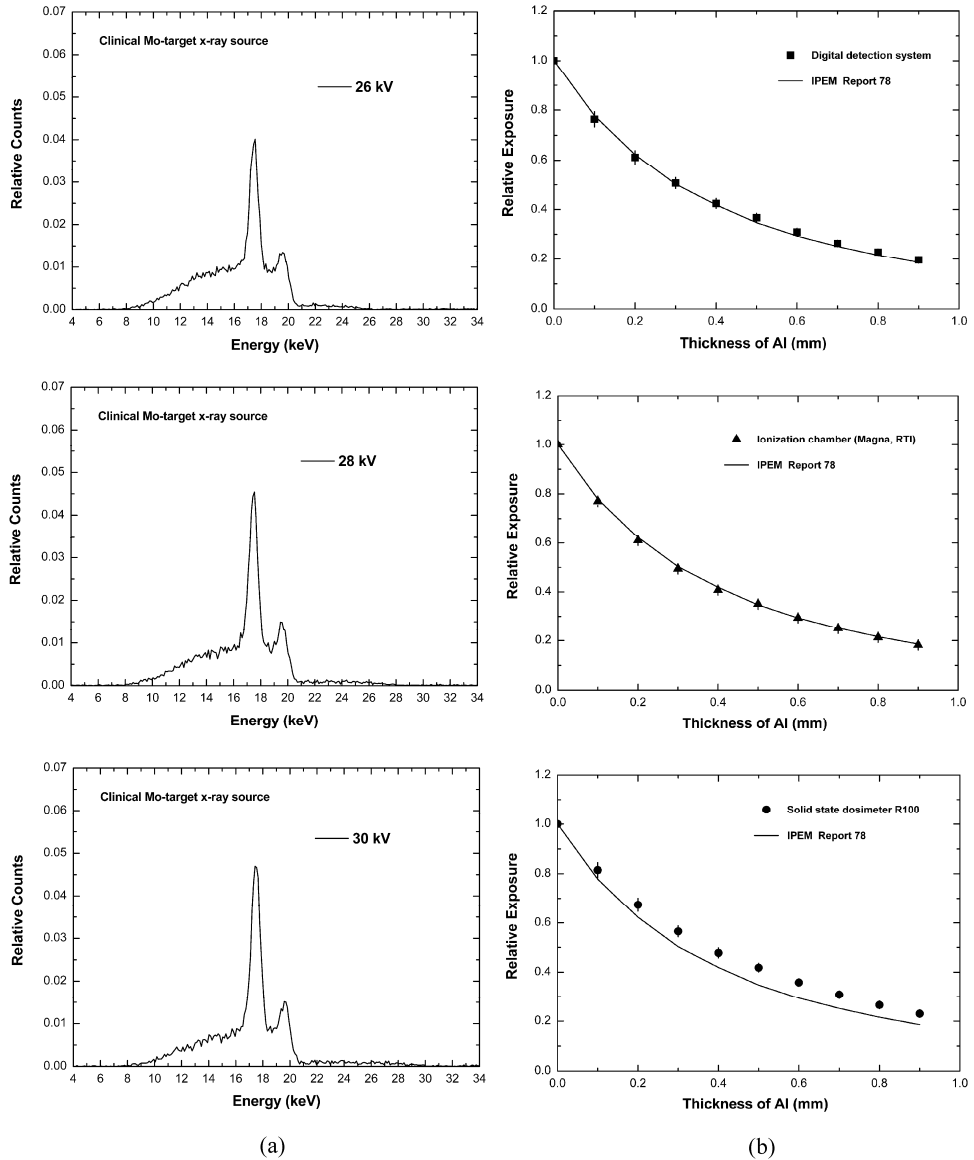 Clinical Mo-target x-ray source
26 kV
Relative Counts
0.07
0.06
0.05
0.04
0.03
0.02
0.01
0.00
4 6 8 10 12 14 16 18 20 22 24 26 28 30 32 34
Energy (keV)
Digital detection system
IPEM Report 78
Relative Exposure
1.2
1.0
0.8
0.6
0.4
0.2
0.0
0.0 0.2 0.4 0.6 0.8 1.0
Thickness of Al (mm)
Clinical Mo-target x-ray source
28 kV
Relative Counts
0.07
0.06
0.05
0.04
0.03
0.02
0.01
0.00
4 6 8 10 12 14 16 18 20 22 24 26 28 30 32 34
Energy (keV)
Ionization chamber (Magna, RTI)
IPEM Report 78
Relative Exposure
1.2
1.0
0.8
0.6
0.4
0.2
0.0
0.0 0.2 0.4 0.6 0.8 1.0
Thickness of Al (mm)
Clinical Mo-target x-ray source
30 kV
Relative Counts
0.07
0.06
0.05
0.04
0.03
0.02
0.01
0.00
4 6 8 10 12 14 16 18 20 22 24 26 28 30 32 34
Energy (keV)
Solid state dosimeter R100
IPEM Report 78
Relative Exposure
1.2
1.0
0.8
0.6
0.4
0.2
0.0
0.0 0.2 0.4 0.6 0.8 1.0
Thickness of Al (mm)
(a)
(b)